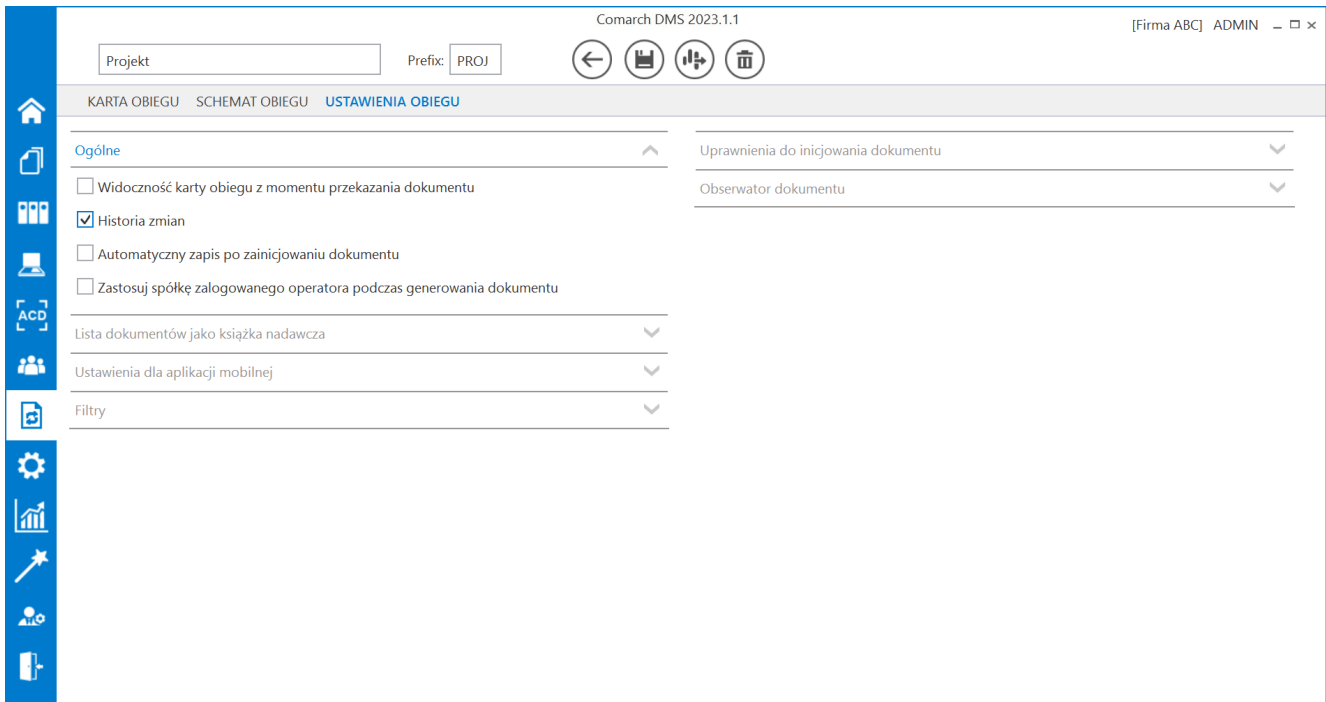 Comarch DMS 2023.1.1
[Firma ABC] ADMIN
Projekt Prefix: PROJ
KARTA OBIEGU SCHEMAT OBIEGU USTAWIENIA OBIEGU
Ogólne
Widoczność karty obiegu z momentu przekazania dokumentu
Historia zmian
Automatyczny zapis po zainicjowaniu dokumentu
Zastosuj spółkę zalogowanego operatora podczas generowania dokumentu
Lista dokumentów jako książka nadawcza
Ustawienia dla aplikacji mobilnej
Filtry
Uprawnienia do inicjowania dokumentu
Obserwator dokumentu
ACD